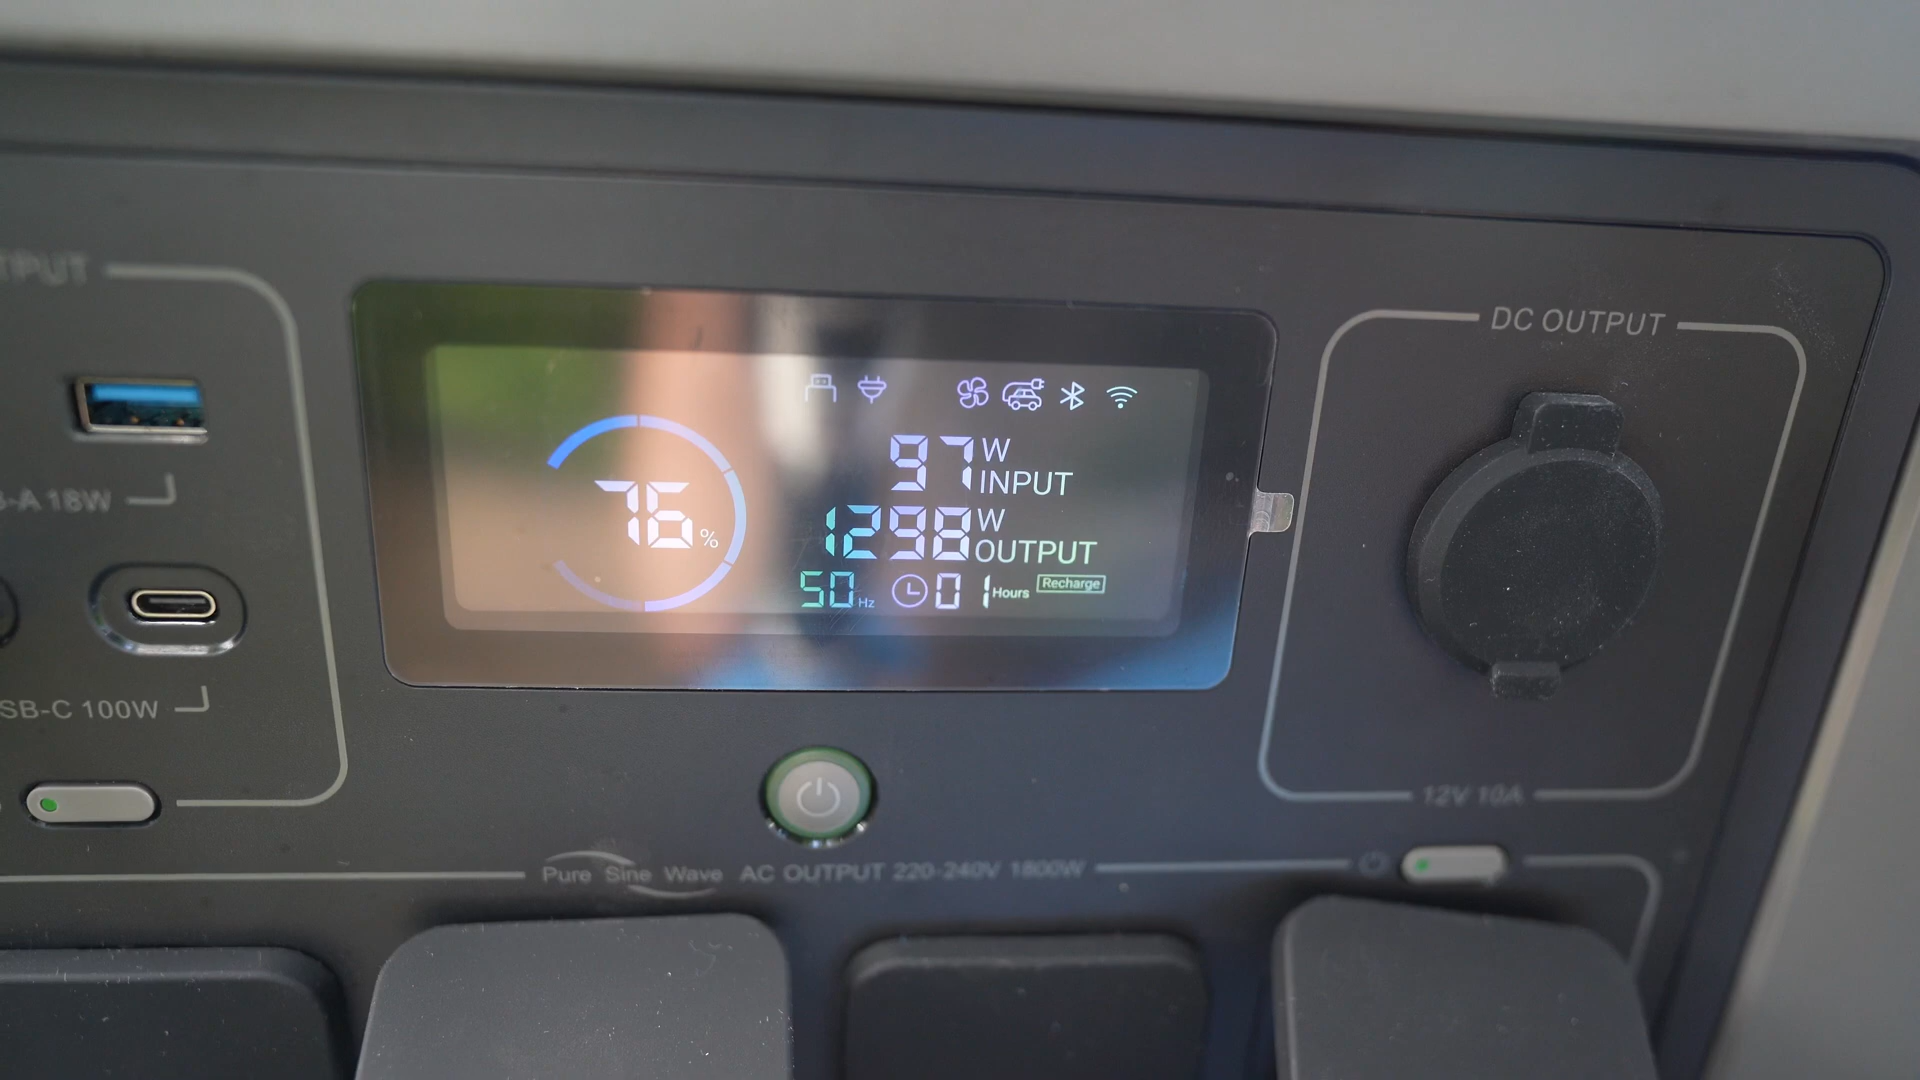 TPUT
-A 18W
SB-C 100W
76%
97 W
INPUT
1298 W
OUTPUT
50 Hz 01 Hours Recharge
DC OUTPUT
12V 10A
Pure Sine Wave AC OUTPUT 220-240V 1800W